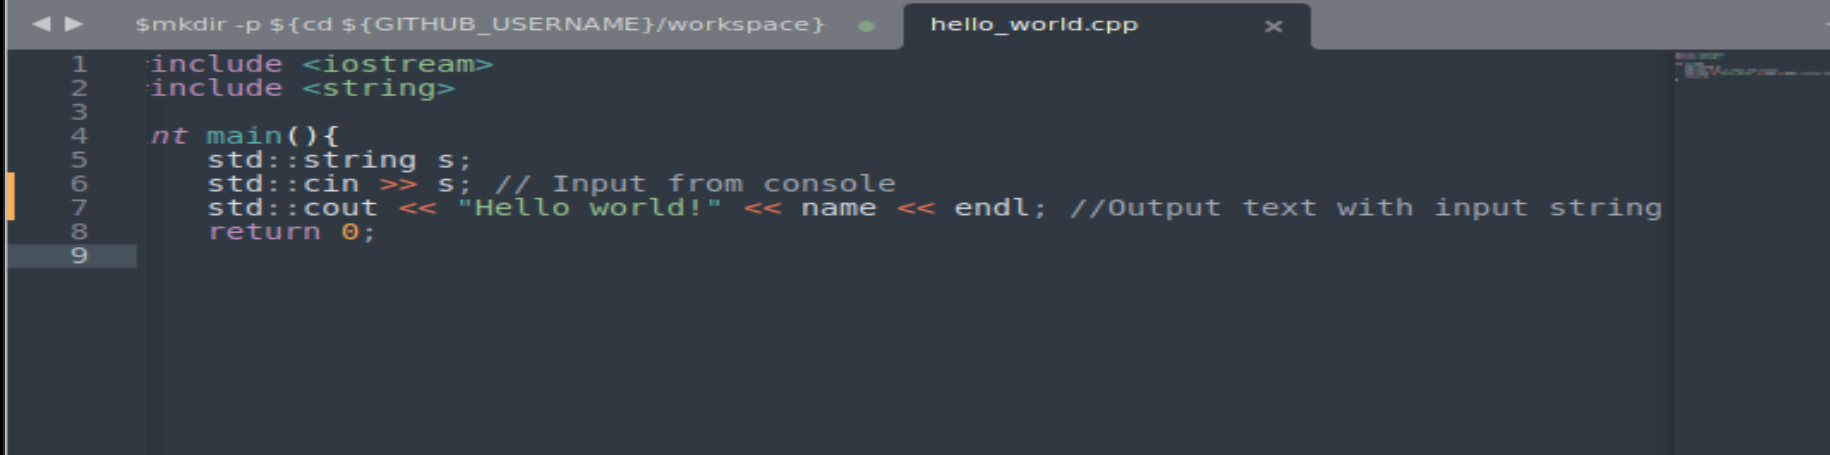 $mkdir -p ${cd ${GITHUB_USERNAME}/workspace}
hello_world.cpp
1 include <iostream>
2 include <string>
3
4 nt main(){
5 std::string s;
6 std::cin >> s; // Input from console
7 std::cout << "Hello world!" << name << endl; //Output text with input string
8 return 0;
9